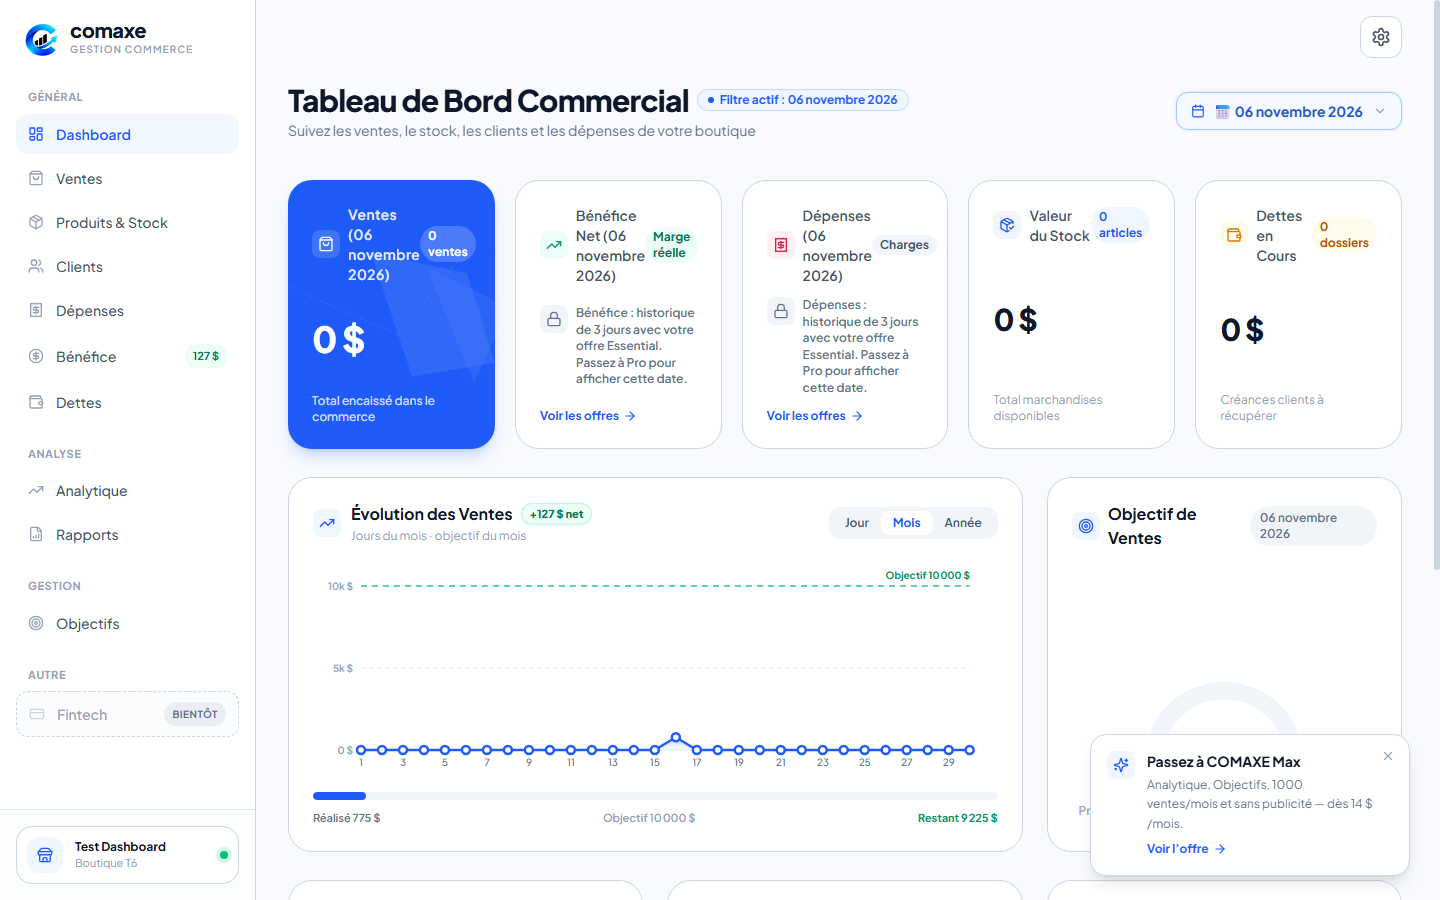 comaxe
GESTION COMMERCE
GÉNÉRAL
Dashboard
Ventes
Produits & Stock
Clients
Dépenses
Bénéfice 127 $
Dettes
ANALYSE
Analytique
Rapports
GESTION
Objectifs
AUTRE
Fintech BIENTÔT
Test Dashboard
Boutique T6
Tableau de Bord Commercial Filtre actif : 06 novembre 2026
Suivez les ventes, le stock, les clients et les dépenses de votre boutique
06 novembre 2026
Ventes
(06
novembre
2026)
0
ventes
0 $
Total encaissé dans le
commerce
Bénéfice
Net (06
novembre
2026)
Marge
réelle
Bénéfice : historique
de 3 jours avec votre
offre Essential.
Passez à Pro pour
afficher cette date.
Voir les offres →
Dépenses
(06
novembre
2026)
Charges
Dépenses :
historique de 3 jours
avec votre offre
Essential. Passez à
Pro pour afficher
cette date.
Voir les offres →
Valeur
du Stock
0
articles
0 $
Total marchandises
disponibles
Dettes
en
Cours
0
dossiers
0 $
Créances clients à
récupérer
Évolution des Ventes +127 $ net
Jours du mois · objectif du mois
Jour Mois Année
Objectif 10 000 $
10k $
5k $
0 $
1 3 5 7 9 11 13 15 17 19 21 23 25 27 29
Réalisé 775 $ Objectif 10 000 $ Restant 9 225 $
Objectif de
Ventes
06 novembre
2026
Passez à COMAXE Max
Analytique, Objectifs, 1000
ventes/mois et sans publicité — dès 14 $
/mois.
Voir l'offre →